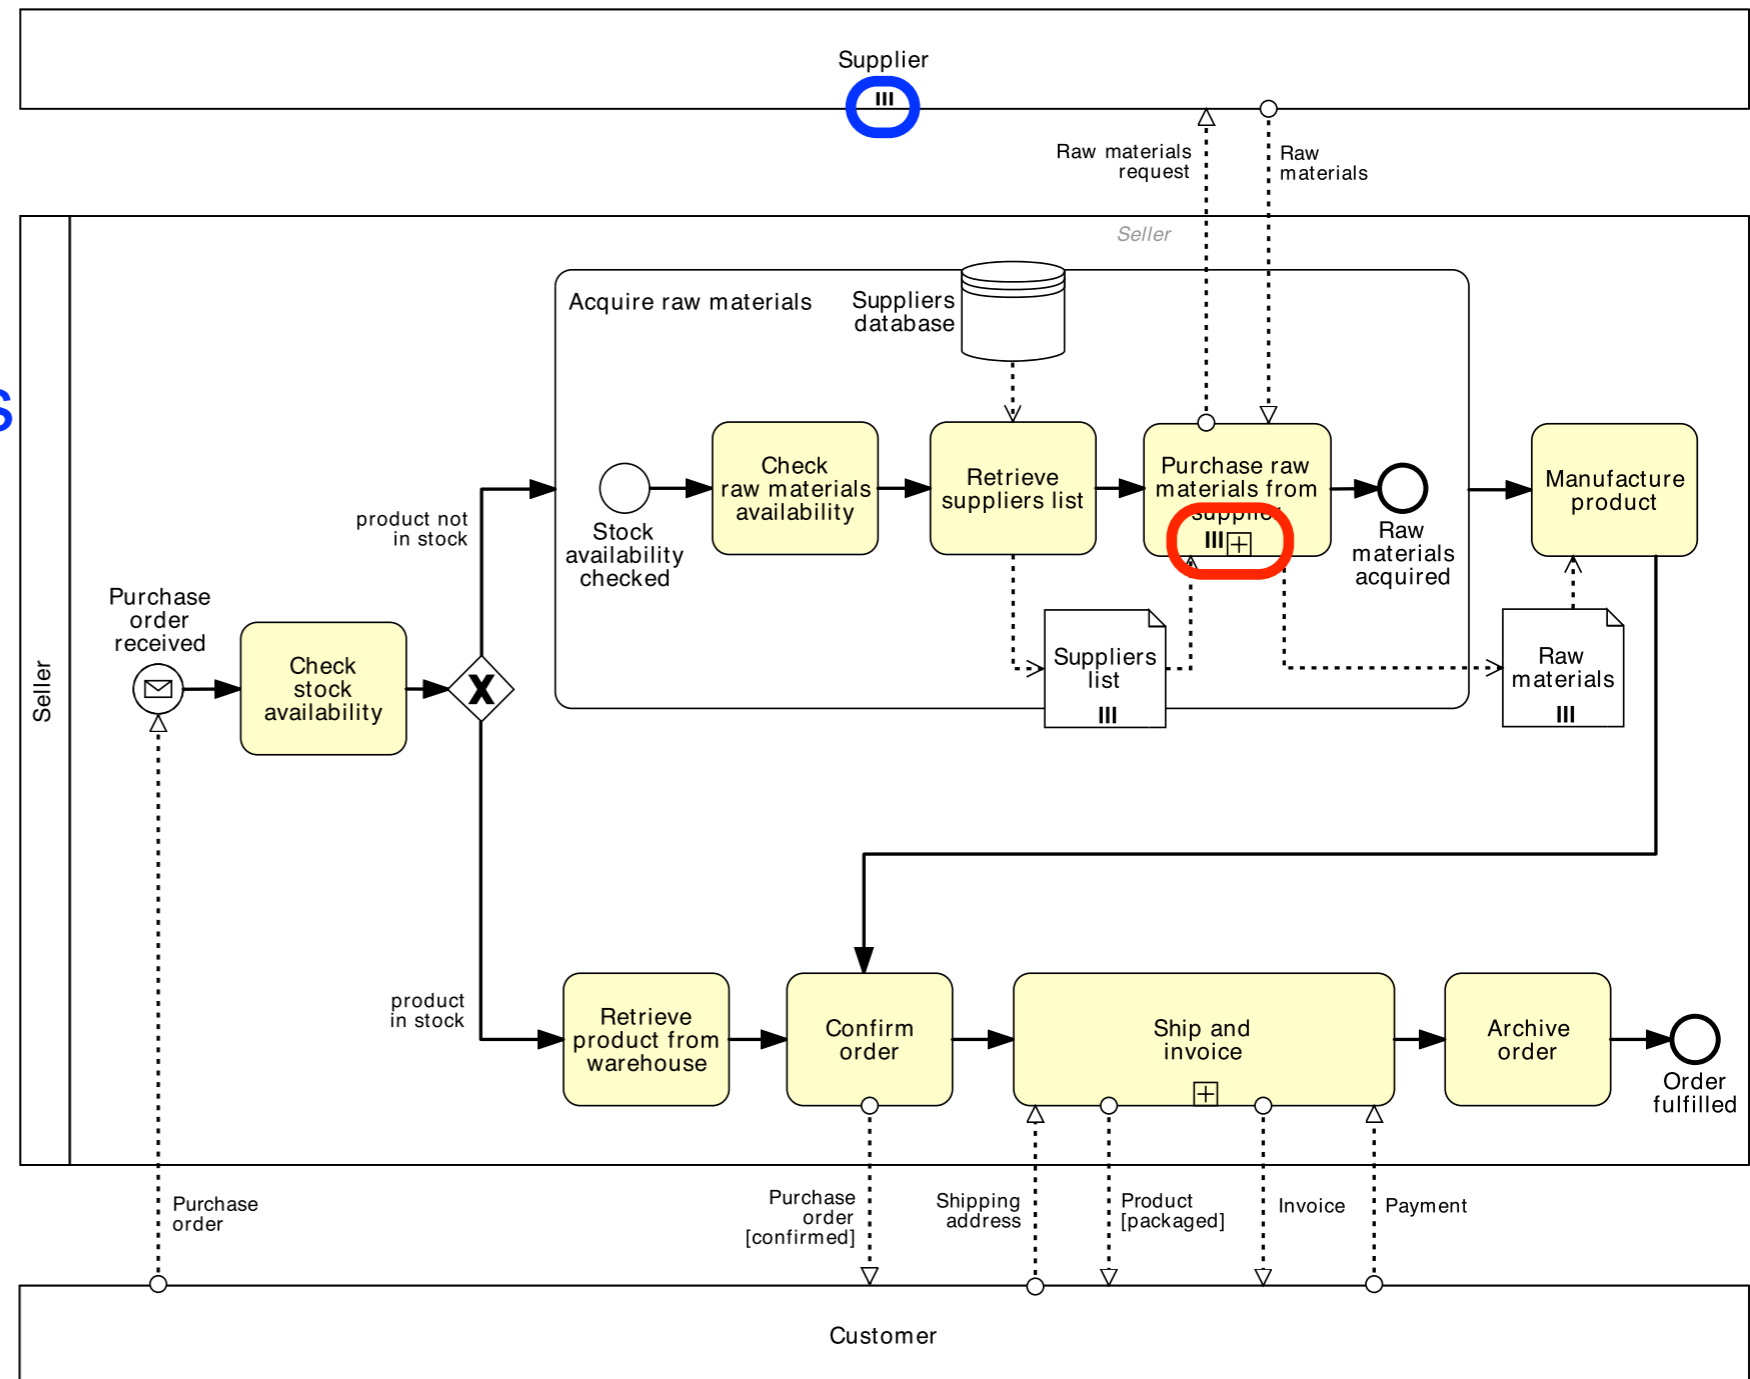 Supplier
Raw materials
request
Raw
materials
S
Seller
Seller
Acquire raw materials
Suppliers
database
product not
in stock
Stock
availability
checked
Check
raw materials
availability
Retrieve
suppliers list
Purchase raw
materials from
supplier
Raw
materials
acquired
Manufacture
product
Suppliers
list
Raw
materials
Purchase
order
received
Check
stock
availability
X
product
in stock
Retrieve
product from
warehouse
Confirm
order
Ship and
invoice
Archive
order
Order
fulfilled
Purchase
order
Purchase
order
[confirmed]
Shipping
address
Product
[packaged]
Invoice
Payment
Customer